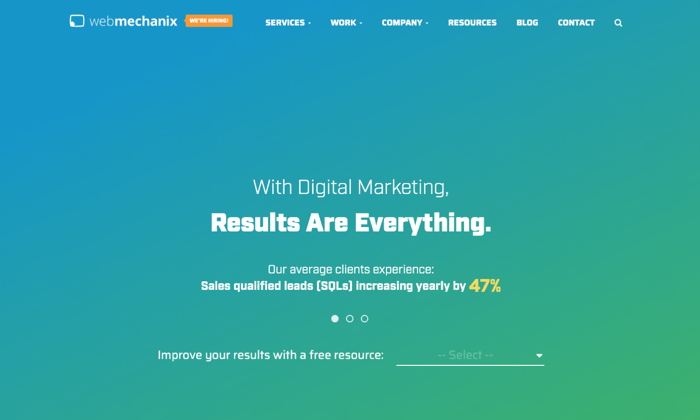 webmechanix WE'RE HIRING! SERVICES WORK COMPANY RESOURCES BLOG CONTACT
With Digital Marketing,
Results Are Everything.
Our average clients experience:
Sales qualified leads (SQLs) increasing yearly by 47%
Improve your results with a free resource: -- Select --